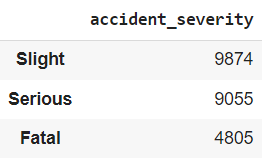 accident_severity
Slight 9874
Serious 9055
Fatal 4805